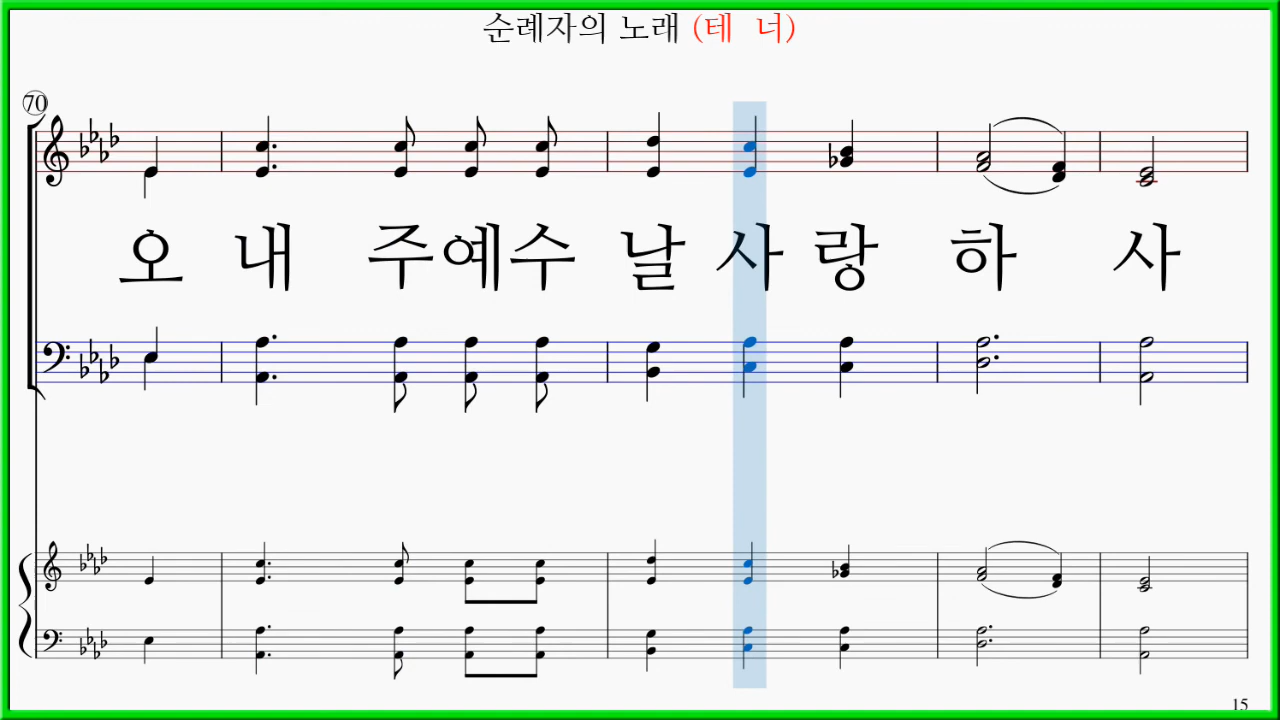 순례자의 노래 (테 너)
70
오 내 주예수 날 사 랑 하 사
15